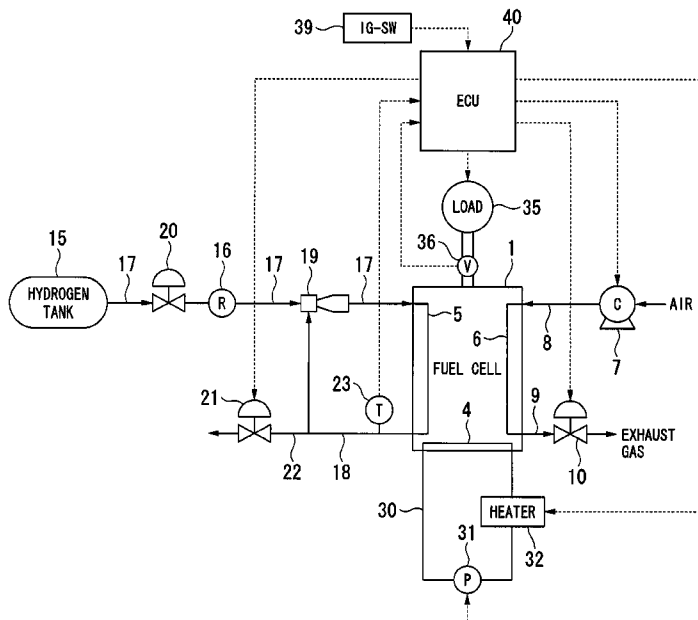 39
IG-SW
40
ECU
LOAD
35
36
V
1
15
HYDROGEN
TANK
17
20
16
R
17
19
17
5
6
FUEL CELL
8
C
AIR
7
21
22
18
23
T
4
9
10
EXHAUST
GAS
30
31
P
HEATER
32